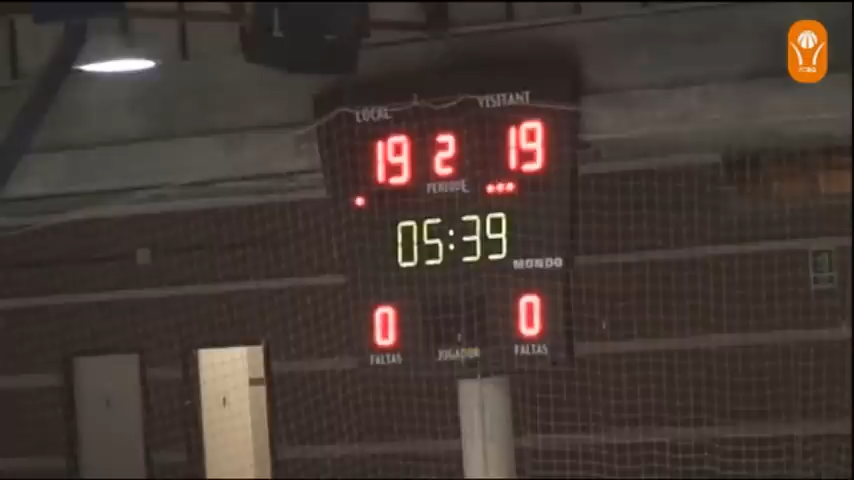 LOCAL VISITANT
19 2 19
PERIODE
05:39
MONDO
0 0
FALTAS JUGADOR FALTAS